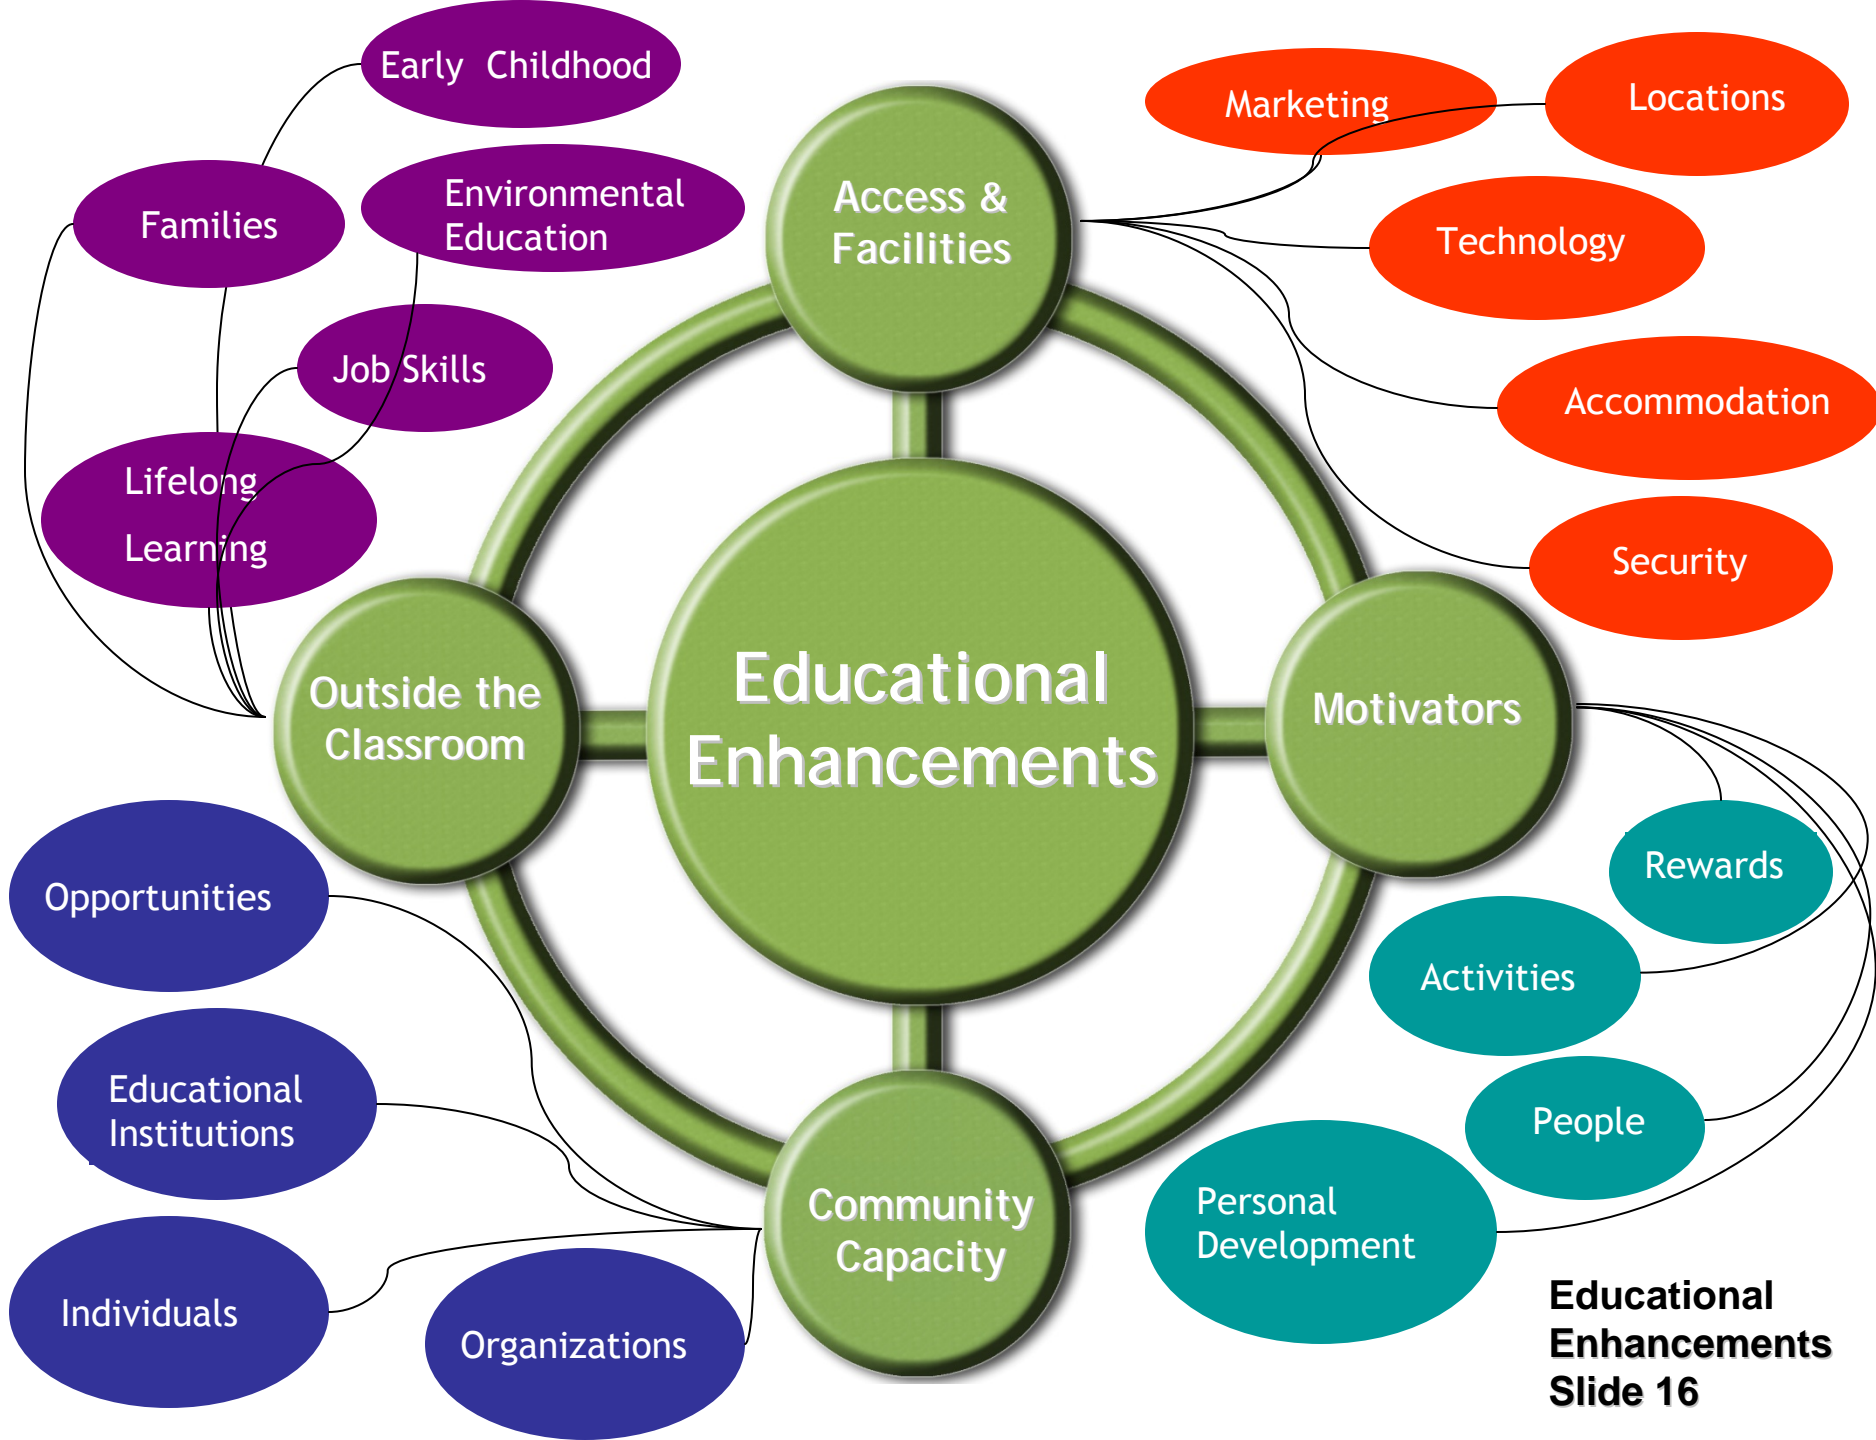 Early Childhood
Families
Environmental
Education
Job Skills
Lifelong
Learning
Access &
Facilities
Marketing
Locations
Technology
Accommodation
Security
Outside the
Classroom
Educational
Enhancements
Motivators
Opportunities
Educational
Institutions
Individuals
Organizations
Community
Capacity
Rewards
Activities
People
Personal
Development
Educational
Enhancements
Slide 16